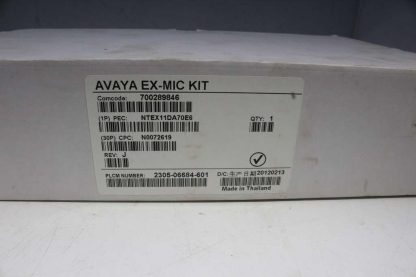 AVAYA EX-MIC KIT
Comcode: 700289846
(1P) PEC: NTEX11DA70E6 QTY: 1
(30P) CPC: N0072619
REV: J
PLCM NUMBER: 2305-06684-601 D/C: 生产日期20120213
Made in Thailand